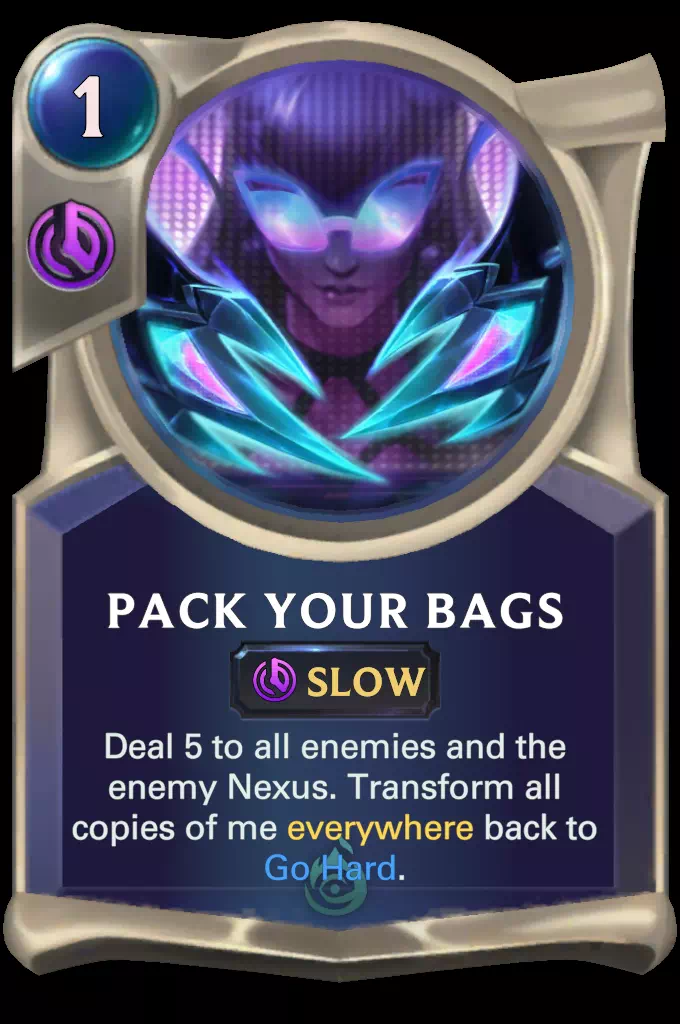 1
PACK YOUR BAGS
SLOW
Deal 5 to all enemies and the
enemy Nexus. Transform all
copies of me everywhere back to
Go Hard.